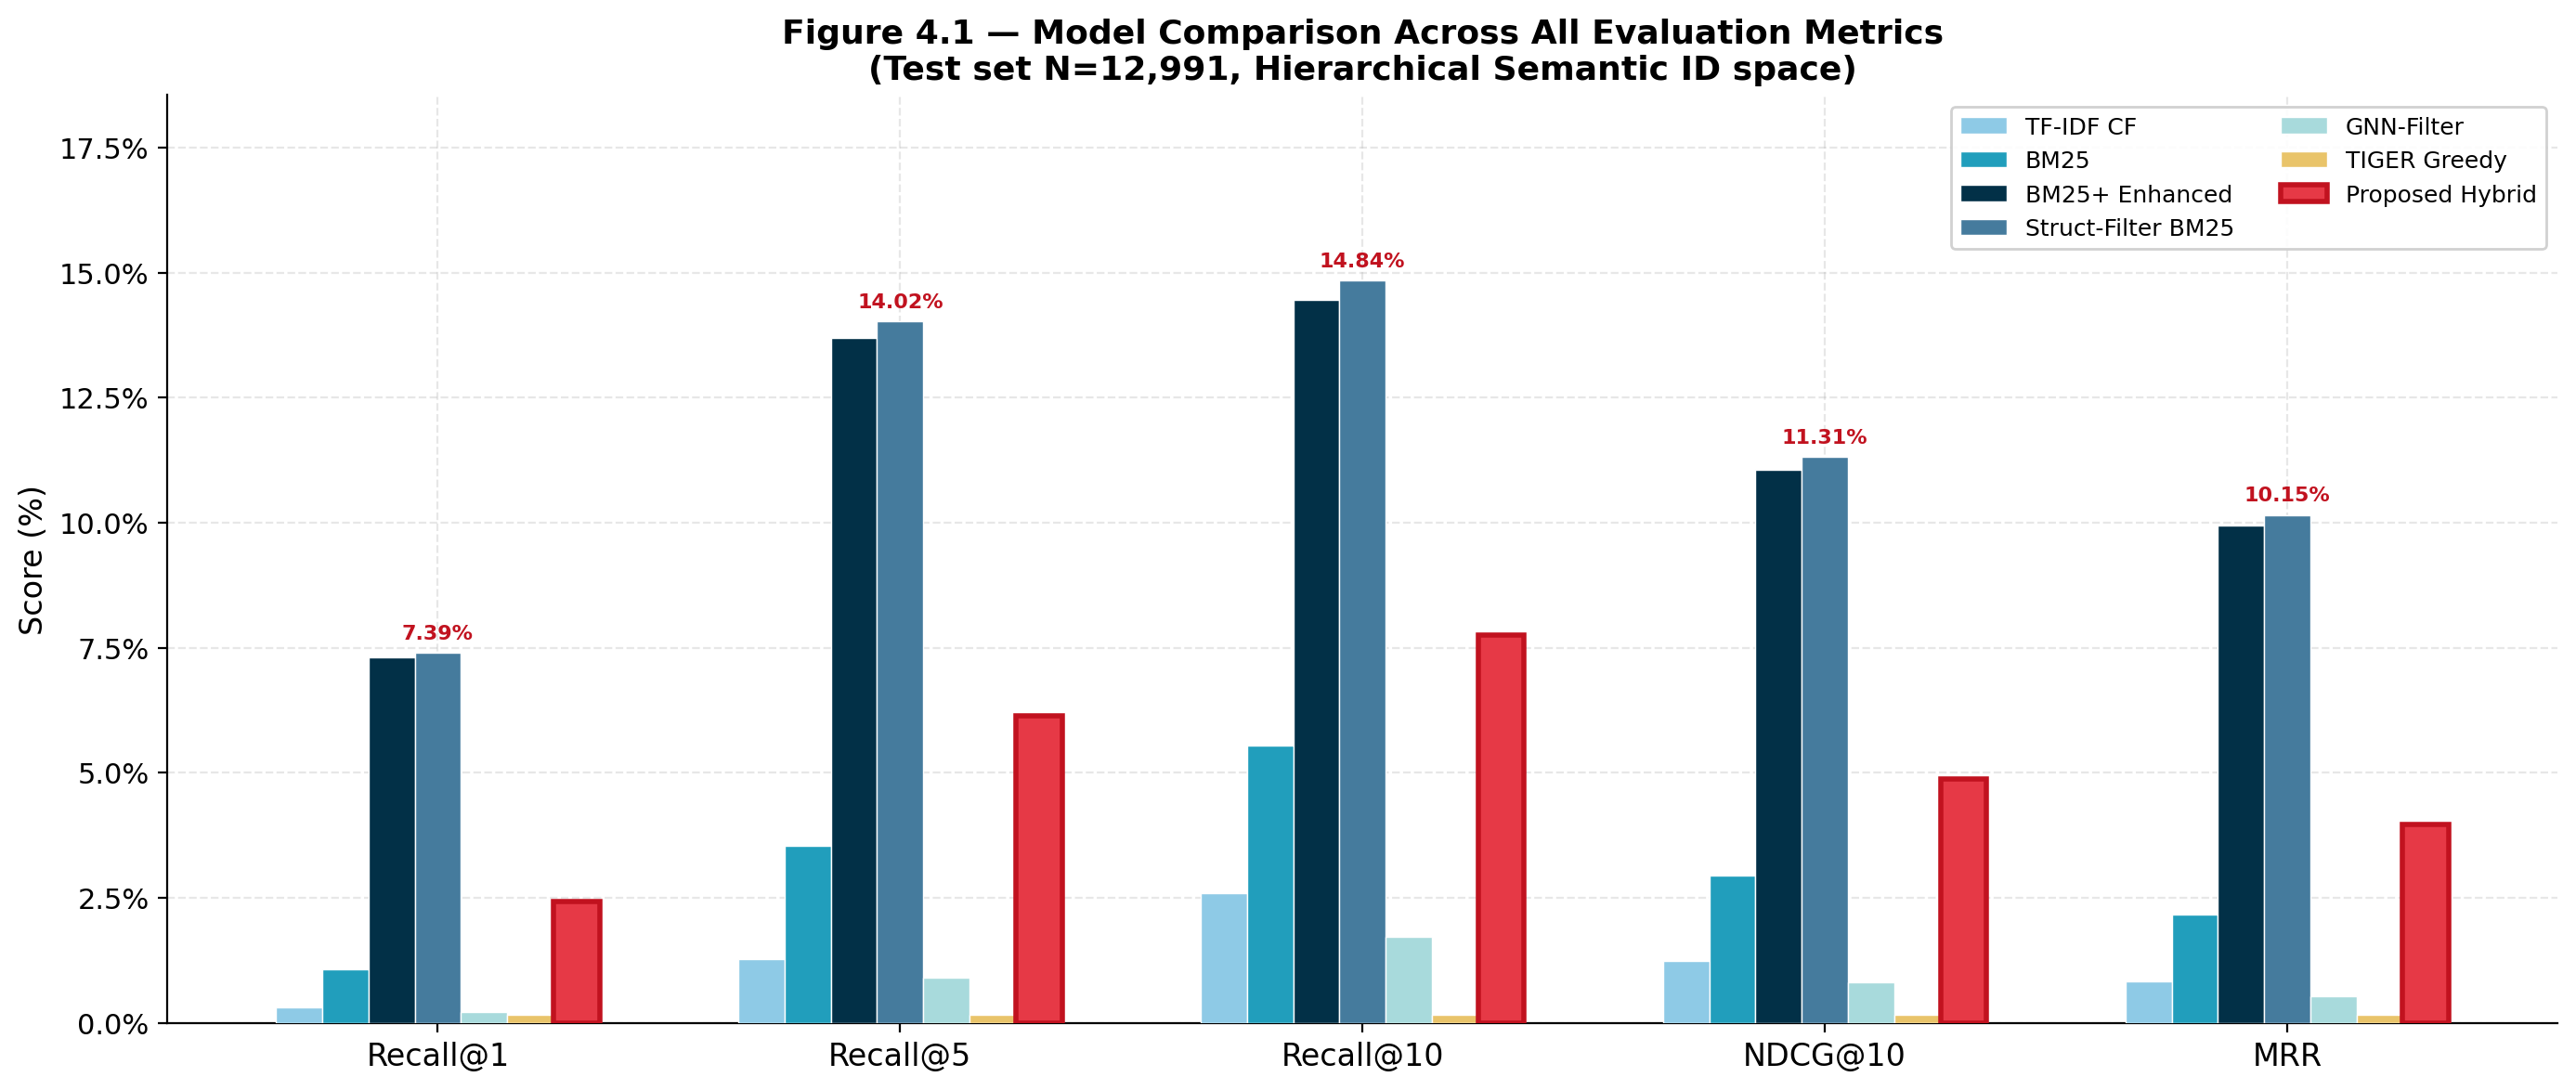 Figure 4.1 — Model Comparison Across All Evaluation Metrics
(Test set N=12,991, Hierarchical Semantic ID space)
TF-IDF CF
BM25
BM25+ Enhanced
Struct-Filter BM25
GNN-Filter
TIGER Greedy
Proposed Hybrid
Score (%)
17.5%
15.0%
12.5%
10.0%
7.5%
5.0%
2.5%
0.0%
7.39%
14.02%
14.84%
11.31%
10.15%
Recall@1
Recall@5
Recall@10
NDCG@10
MRR